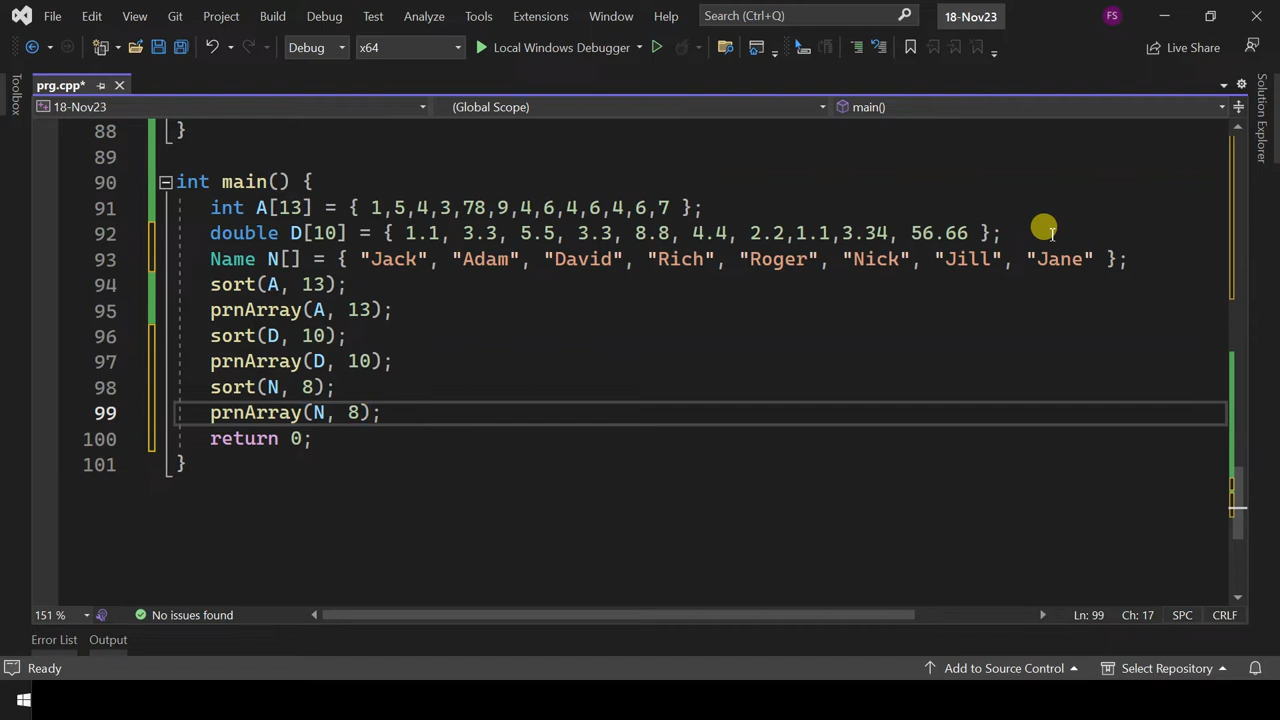 File Edit View Git Project Build Debug Test Analyze Tools Extensions Window Help Search (Ctrl+Q) 18-Nov23 FS
Debug x64 Local Windows Debugger Live Share
prg.cpp*
18-Nov23 (Global Scope) main()
Toolbox
Solution Explorer
88 }
89
90 int main() {
91 int A[13] = { 1,5,4,3,78,9,4,6,4,6,4,6,7 };
92 double D[10] = { 1.1, 3.3, 5.5, 3.3, 8.8, 4.4, 2.2,1.1,3.34, 56.66 };
93 Name N[] = { "Jack", "Adam", "David", "Rich", "Roger", "Nick", "Jill", "Jane" };
94 sort(A, 13);
95 prnArray(A, 13);
96 sort(D, 10);
97 prnArray(D, 10);
98 sort(N, 8);
99 prnArray(N, 8);
100 return 0;
101 }
151 % No issues found Ln: 99 Ch: 17 SPC CRLF
Error List Output
Ready Add to Source Control Select Repository